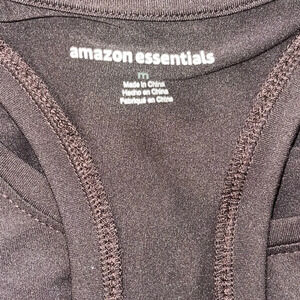 amazon essentials
m
Made in China
Hecho en China
Fabriqué en Chine